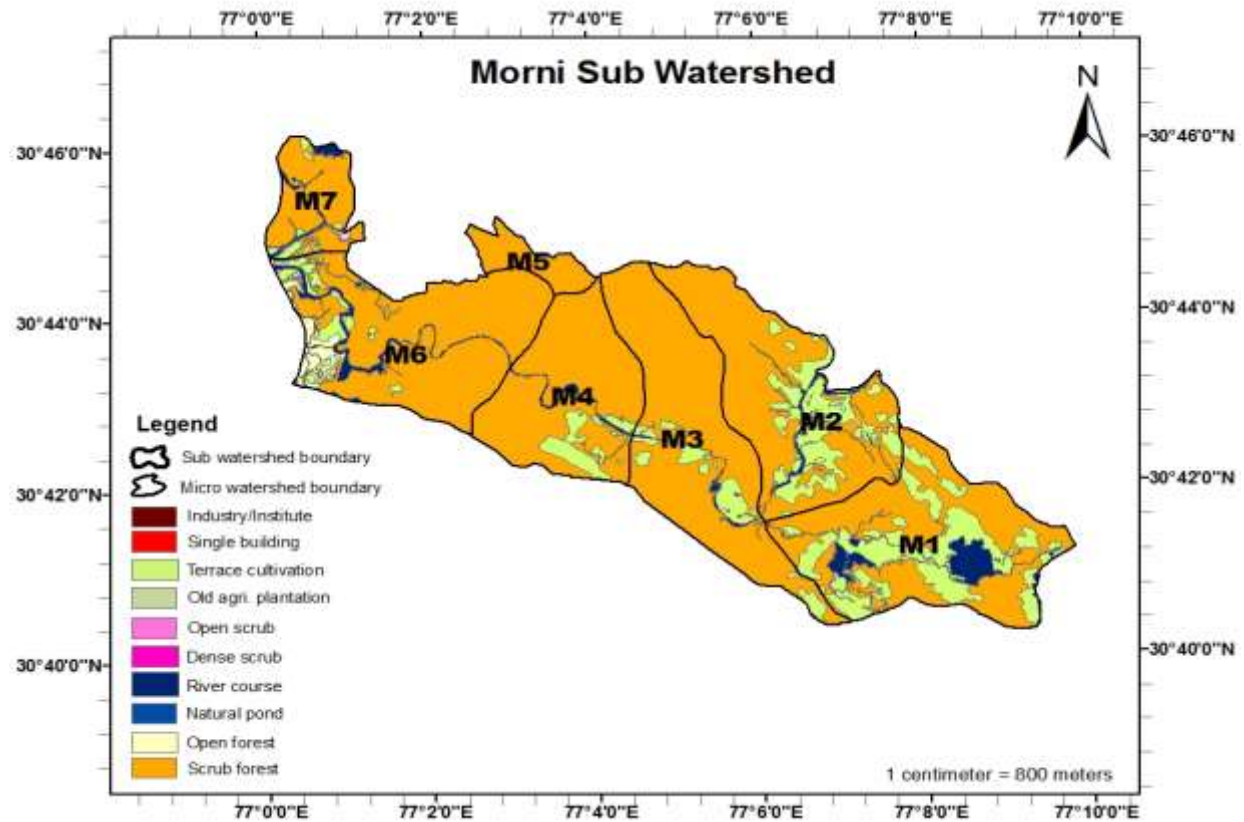 77°0'0"E 77°2'0"E 77°4'0"E 77°6'0"E 77°8'0"E 77°10'0"E
Morni Sub Watershed
N
30°46'0"N 30°46'0"N
M7
M5
30°44'0"N 30°44'0"N
M6
M4
M2
M3
Legend
Sub watershed boundary
30°42'0"N 30°42'0"N
Micro watershed boundary
Industry/Institute
M1
Single building
Terrace cultivation
Old agri. plantation
Open scrub
30°40'0"N 30°40'0"N
Dense scrub
River course
Natural pond
Open forest
Scrub forest
1 centimeter = 800 meters
77°0'0"E 77°2'0"E 77°4'0"E 77°6'0"E 77°8'0"E 77°10'0"E